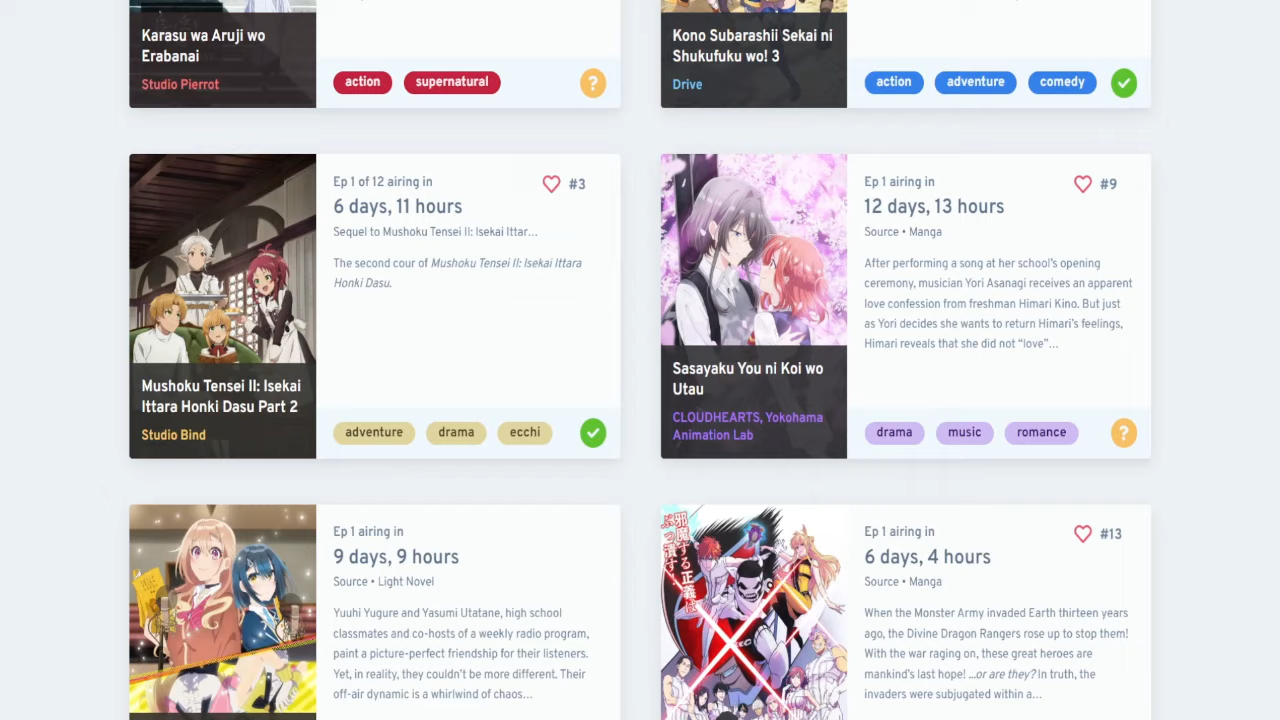 Karasu wa Aruji wo
Erabanai
Studio Pierrot
action
supernatural
?
Kono Subarashii Sekai ni
Shukufuku wo! 3
Drive
action
adventure
comedy
Ep 1 of 12 airing in
#3
6 days, 11 hours
Sequel to Mushoku Tensei II: Isekai Ittar...
The second cour of Mushoku Tensei II: Isekai Ittara
Honki Dasu.
Mushoku Tensei II: Isekai
Ittara Honki Dasu Part 2
Studio Bind
adventure
drama
ecchi
Ep 1 airing in
#9
12 days, 13 hours
Source • Manga
After performing a song at her school's opening
ceremony, musician Yori Asanagi receives an apparent
love confession from freshman Himari Kino. But just
as Yori decides she wants to return Himari's feelings,
Himari reveals that she did not “love”...
Sasayaku You ni Koi wo
Utau
CLOUDHEARTS, Yokohama
Animation Lab
drama
music
romance
?
Ep 1 airing in
9 days, 9 hours
Source • Light Novel
Yuuhi Yugure and Yasumi Utatane, high school
classmates and co-hosts of a weekly radio program,
paint a picture-perfect friendship for their listeners.
Yet, in reality, they couldn't be more different. Their
off-air dynamic is a whirlwind of chaos...
邪魔する正義は
ぶっ潰す!
Ep 1 airing in
#13
6 days, 4 hours
Source • Manga
When the Monster Army invaded Earth thirteen years
ago, the Divine Dragon Rangers rose up to stop them!
With the war raging on, these great heroes are
mankind's last hope! ...or are they? In truth, the
invaders were subjugated within a...